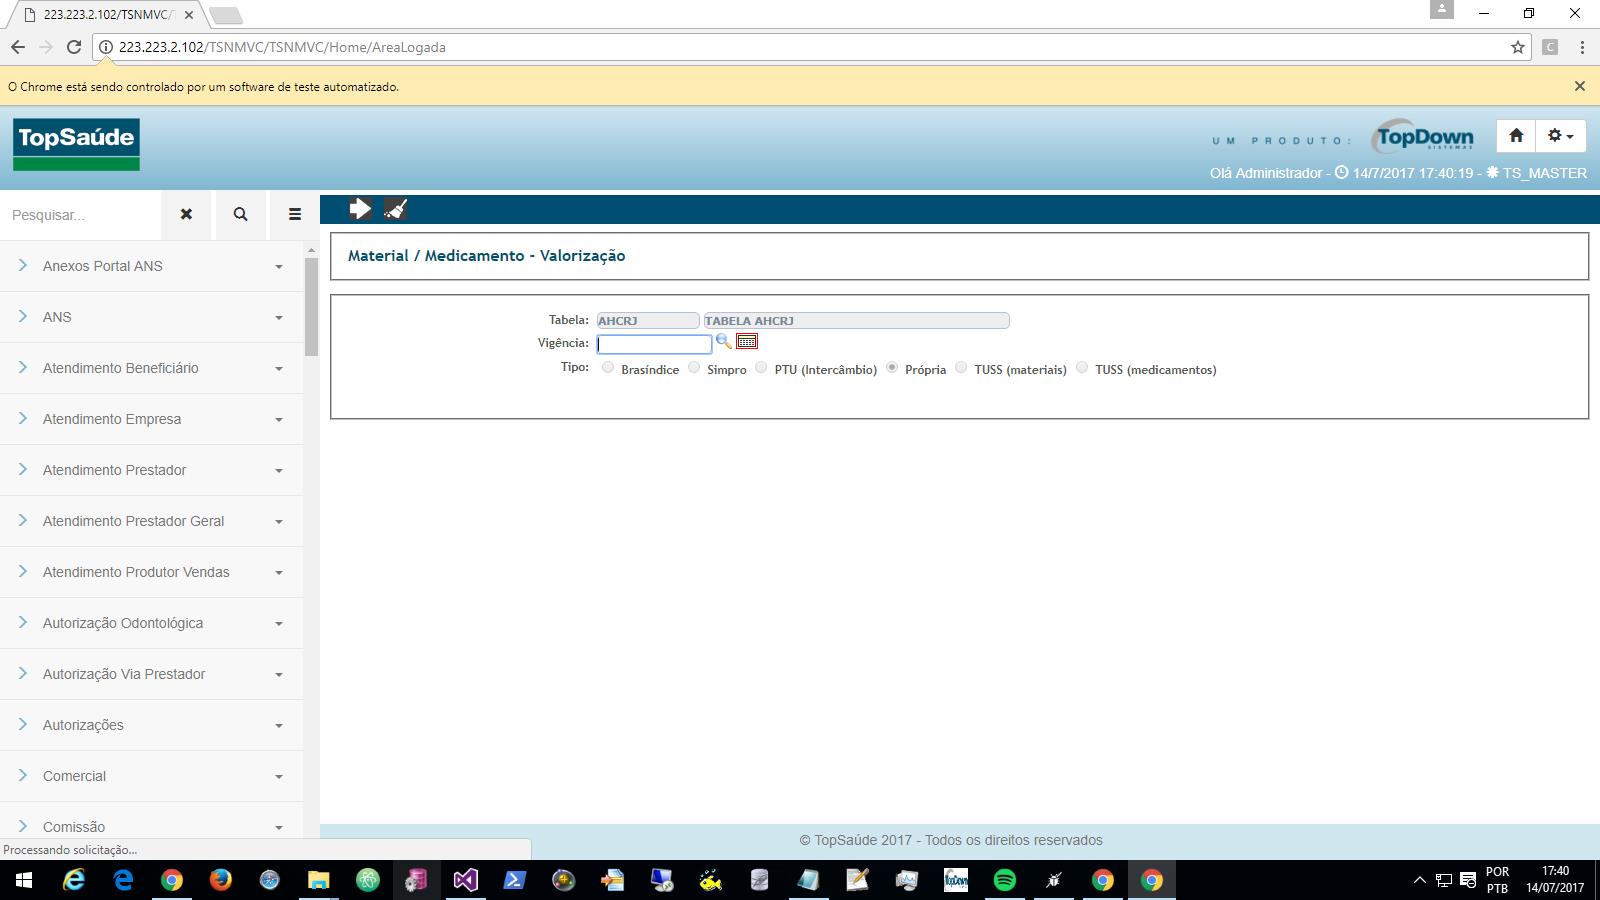 223.223.2.102/TSNMVC/T
223.223.2.102/TSNMVC/TSNMVC/Home/AreaLogada
C
O Chrome está sendo controlado por um software de teste automatizado.
TopSaúde
UM PRODUTO:
TopDown
SISTEMAS
Olá Administrador - 14/7/2017 17:40:19 - TS_MASTER
Pesquisar...
Material / Medicamento - Valorização
Anexos Portal ANS
ANS
Atendimento Beneficiário
Atendimento Empresa
Atendimento Prestador
Atendimento Prestador Geral
Atendimento Produtor Vendas
Autorização Odontológica
Autorização Via Prestador
Autorizações
Comercial
Comissão
Tabela: AHCRJ TABELA AHCRJ
Vigência:
Tipo: Brasíndice Simpro PTU (Intercâmbio) Própria TUSS (materiais) TUSS (medicamentos)
© TopSaúde 2017 - Todos os direitos reservados
Processando solicitação...
TopDown
POR
PTB
17:40
14/07/2017